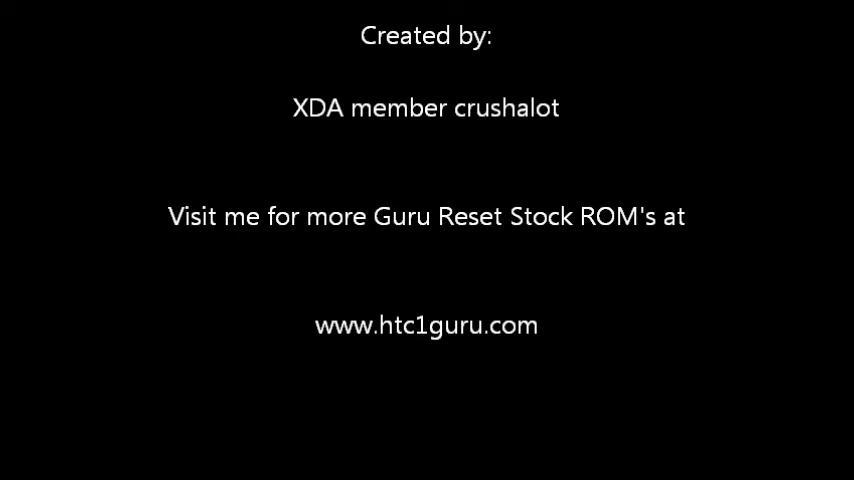 Created by:
XDA member crushalot
Visit me for more Guru Reset Stock ROM's at
www.htc1guru.com